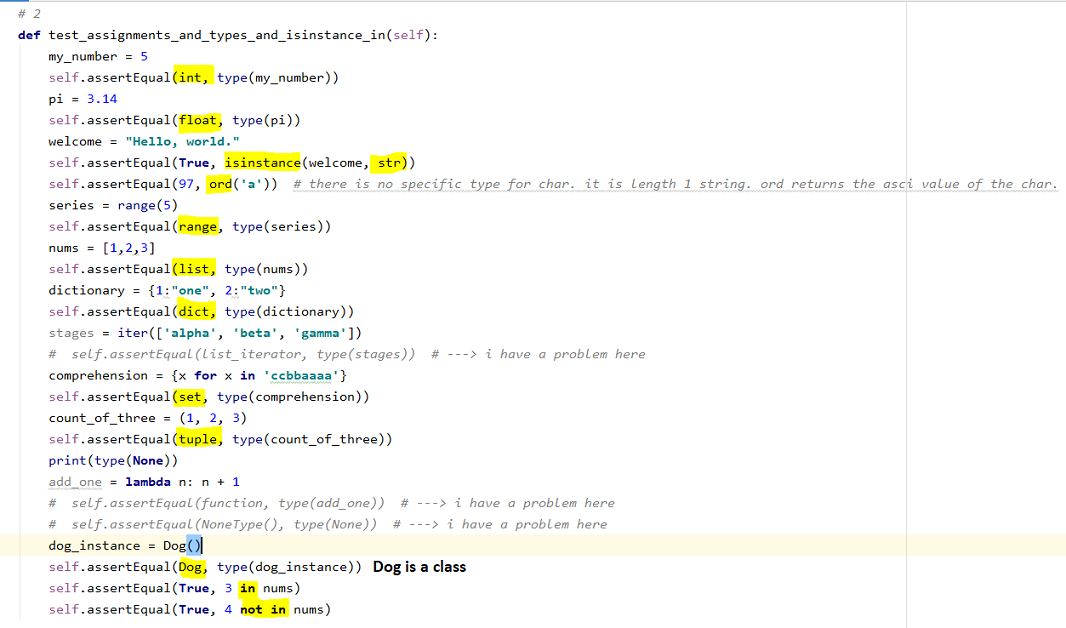 # 2
def test_assignments_and_types_and_isinstance_in(self):
my_number = 5
self.assertEqual(int, type(my_number))
pi = 3.14
self.assertEqual(float, type(pi))
welcome = "Hello, world."
self.assertEqual(True, isinstance(welcome, str))
self.assertEqual(97, ord('a'))  # there is no specific type for char. it is length 1 string. ord returns the asci value of the char.
series = range(5)
self.assertEqual(range, type(series))
nums = [1,2,3]
self.assertEqual(list, type(nums))
dictionary = {1:"one", 2:"two"}
self.assertEqual(dict, type(dictionary))
stages = iter(['alpha', 'beta', 'gamma'])
#  self.assertEqual(list_iterator, type(stages))  # ---> i have a problem here
comprehension = {x for x in 'ccbbaaaa'}
self.assertEqual(set, type(comprehension))
count_of_three = (1, 2, 3)
self.assertEqual(tuple, type(count_of_three))
print(type(None))
add_one = lambda n: n + 1
#  self.assertEqual(function, type(add_one))  # ---> i have a problem here
#  self.assertEqual(NoneType(), type(None))  # ---> i have a problem here
dog_instance = Dog()
self.assertEqual(Dog, type(dog_instance)) Dog is a class
self.assertEqual(True, 3 in nums)
self.assertEqual(True, 4 not in nums)